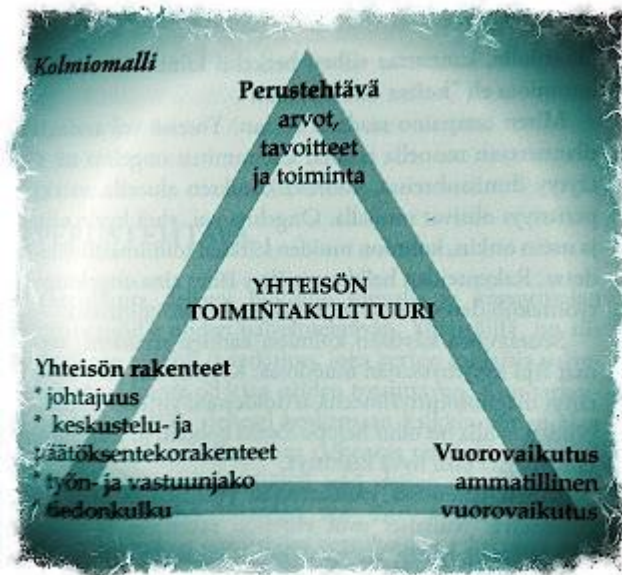 Kolmiomalli
Perustehtävä
arvot,
tavoitteet
ja toiminta
YHTEISÖN
TOIMINTAKULTTUURI
Yhteisön rakenteet
* johtajuus
* keskustelu- ja
päätöksentekorakenteet
* työn- ja vastuunjako
* tiedonkulku
Vuorovaikutus
ammatillinen
vuorovaikutus